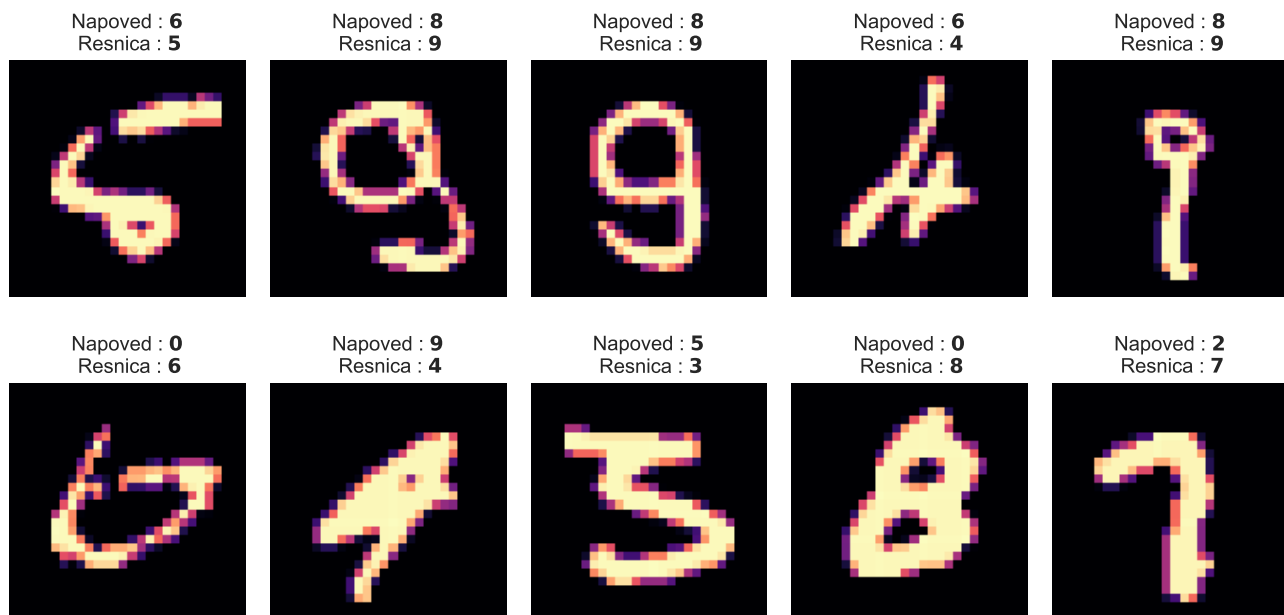 Napoved : 6
Resnica : 5
Napoved : 8
Resnica : 9
Napoved : 8
Resnica : 9
Napoved : 6
Resnica : 4
Napoved : 8
Resnica : 9
Napoved : 0
Resnica : 6
Napoved : 9
Resnica : 4
Napoved : 5
Resnica : 3
Napoved : 0
Resnica : 8
Napoved : 2
Resnica : 7